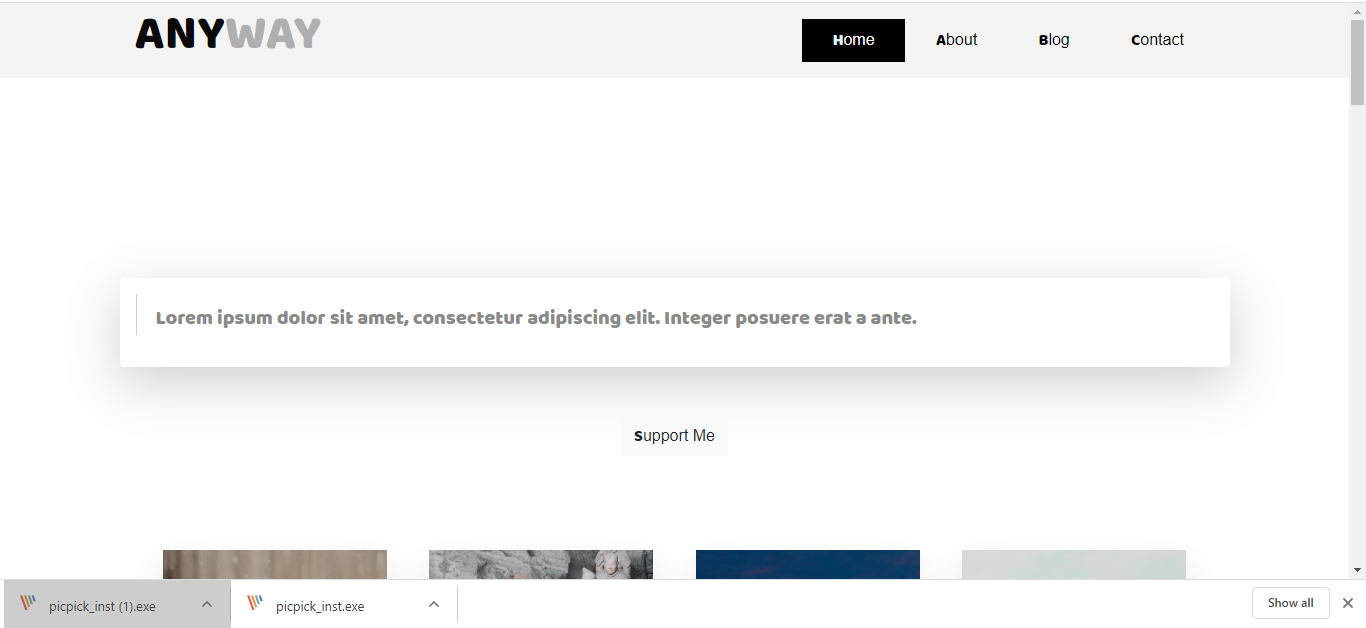 ANYWAY
Home About Blog Contact
Lorem ipsum dolor sit amet, consectetur adipiscing elit. Integer posuere erat a ante.
Support Me
picpick_inst (1).exe picpick_inst.exe Show all